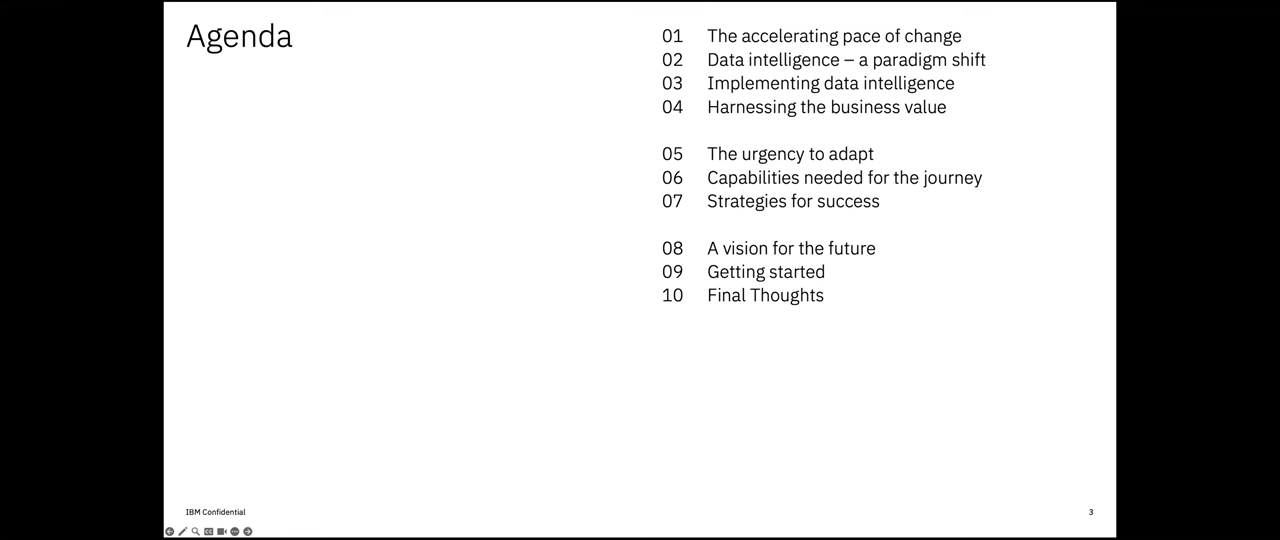 Agenda
01 The accelerating pace of change
02 Data intelligence – a paradigm shift
03 Implementing data intelligence
04 Harnessing the business value
05 The urgency to adapt
06 Capabilities needed for the journey
07 Strategies for success
08 A vision for the future
09 Getting started
10 Final Thoughts
IBM Confidential
3